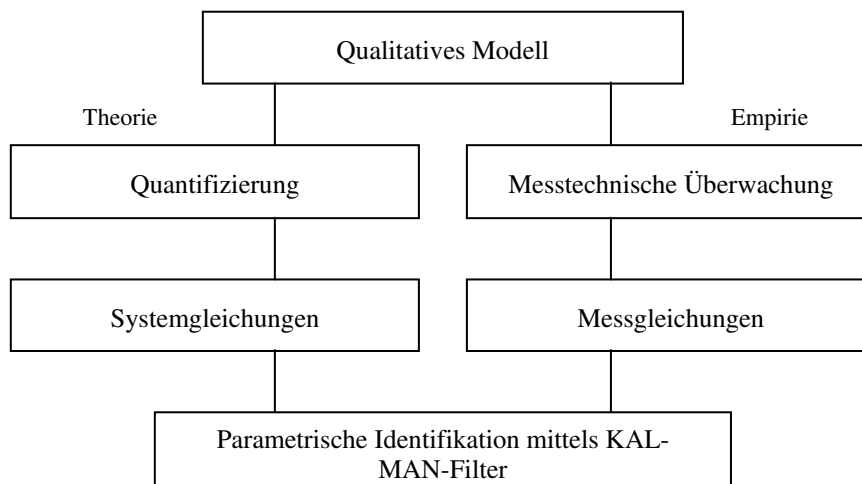 Qualitatives Modell
Theorie
Empirie
Quantifizierung
Messtechnische Überwachung
Systemgleichungen
Messgleichungen
Parametrische Identifikation mittels KAL-
MAN-Filter